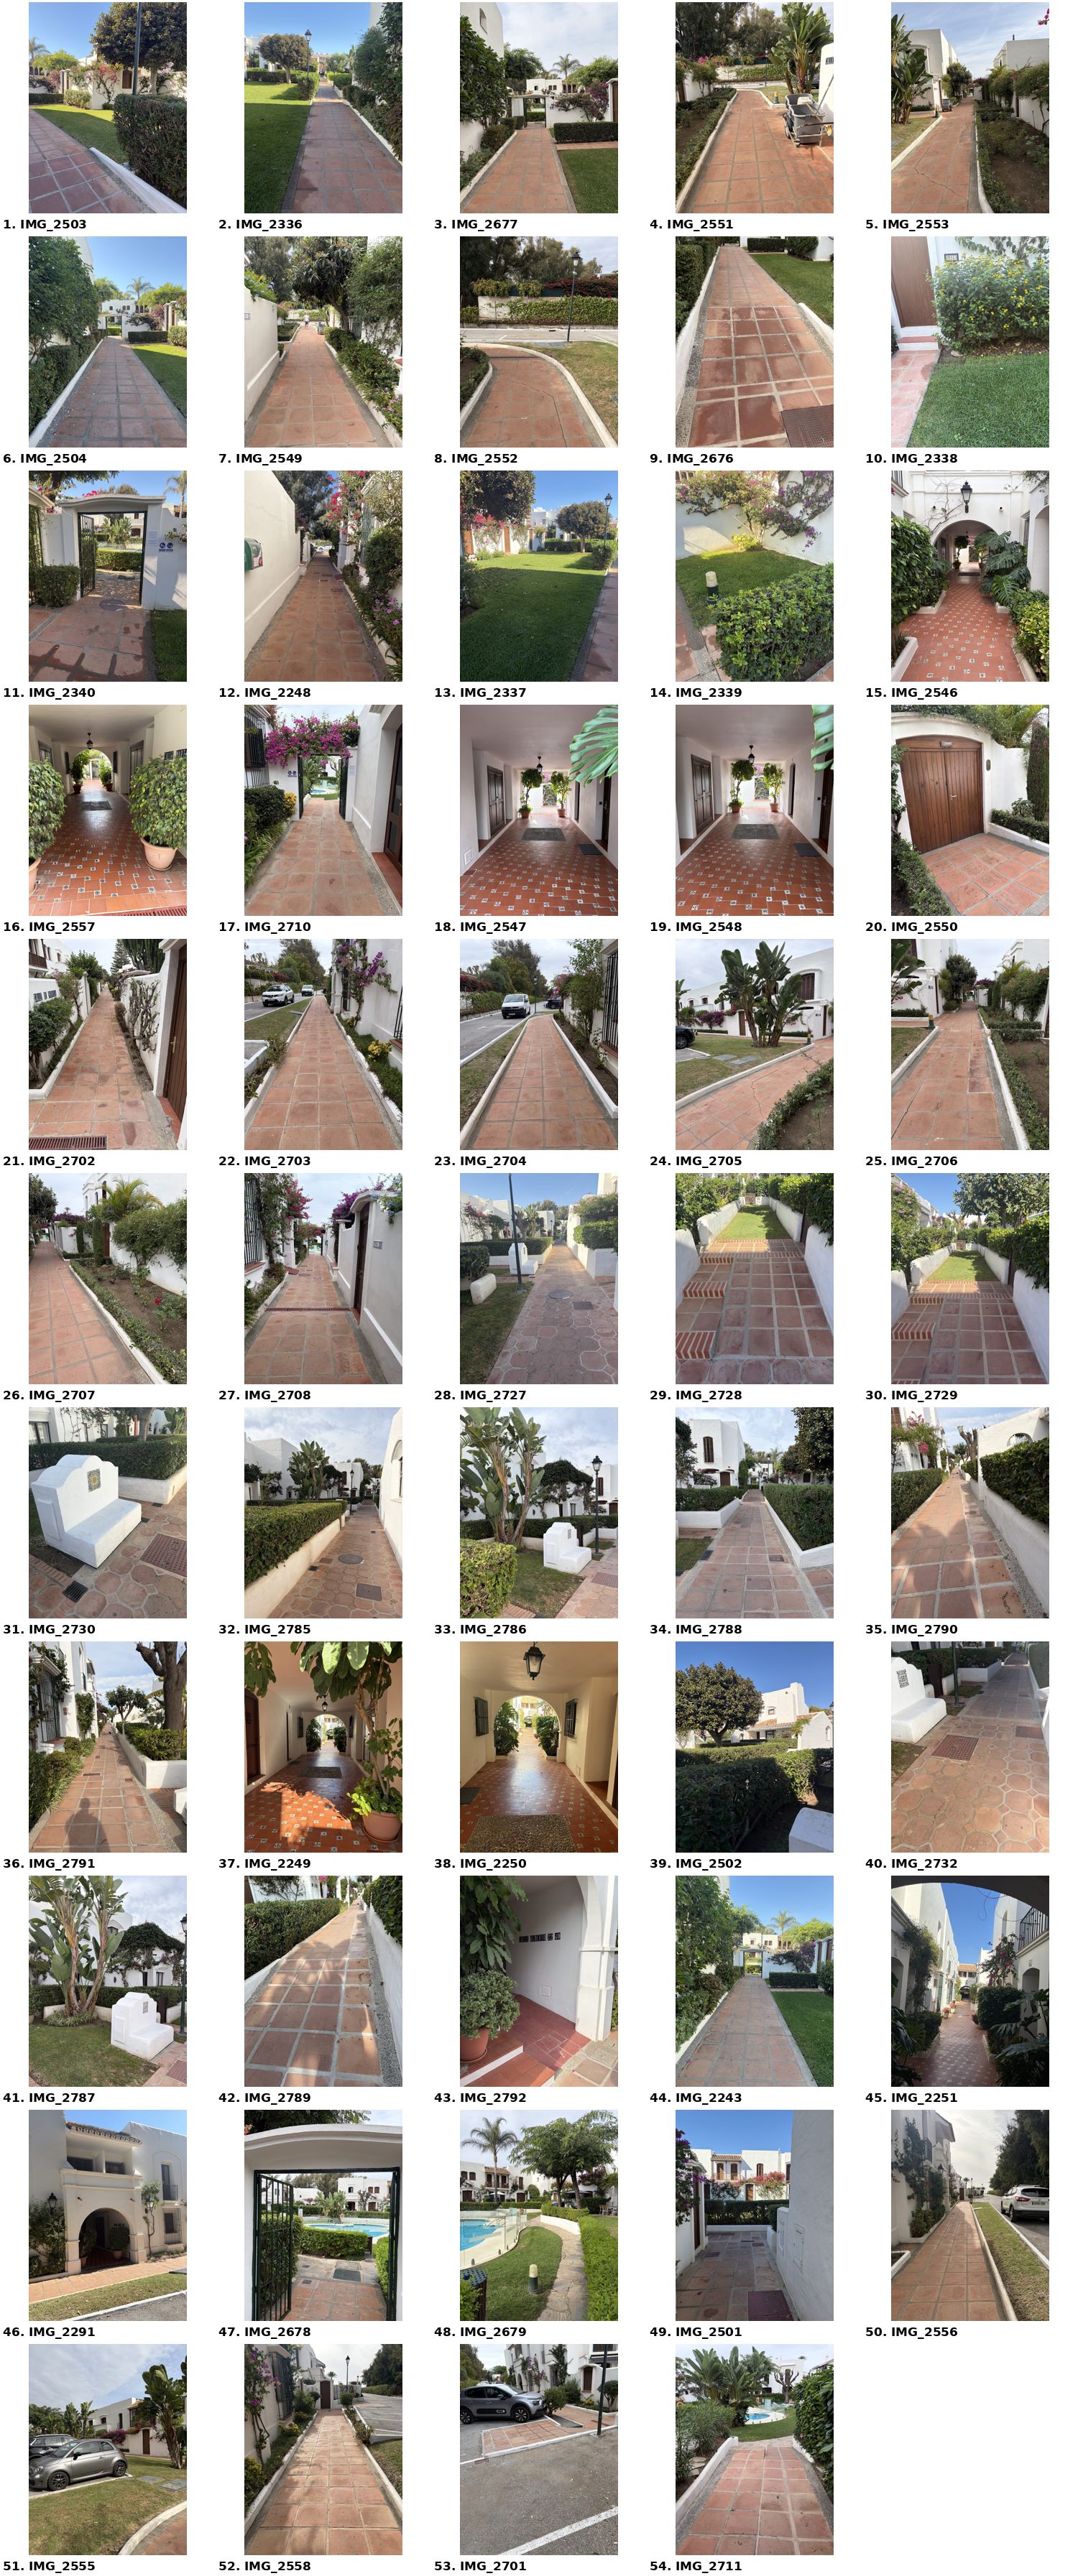 1. IMG_2503
2. IMG_2336
3. IMG_2677
4. IMG_2551
5. IMG_2553
6. IMG_2504
7. IMG_2549
8. IMG_2552
9. IMG_2676
10. IMG_2338
11. IMG_2340
12. IMG_2248
13. IMG_2337
14. IMG_2339
15. IMG_2546
16. IMG_2557
17. IMG_2710
18. IMG_2547
19. IMG_2548
20. IMG_2550
21. IMG_2702
22. IMG_2703
23. IMG_2704
24. IMG_2705
25. IMG_2706
26. IMG_2707
27. IMG_2708
28. IMG_2727
29. IMG_2728
30. IMG_2729
31. IMG_2730
32. IMG_2785
33. IMG_2786
34. IMG_2788
35. IMG_2790
36. IMG_2791
37. IMG_2249
38. IMG_2250
39. IMG_2502
40. IMG_2732
41. IMG_2787
42. IMG_2789
43. IMG_2792
44. IMG_2243
45. IMG_2251
46. IMG_2291
47. IMG_2678
48. IMG_2679
49. IMG_2501
50. IMG_2556
51. IMG_2555
52. IMG_2558
53. IMG_2701
54. IMG_2711